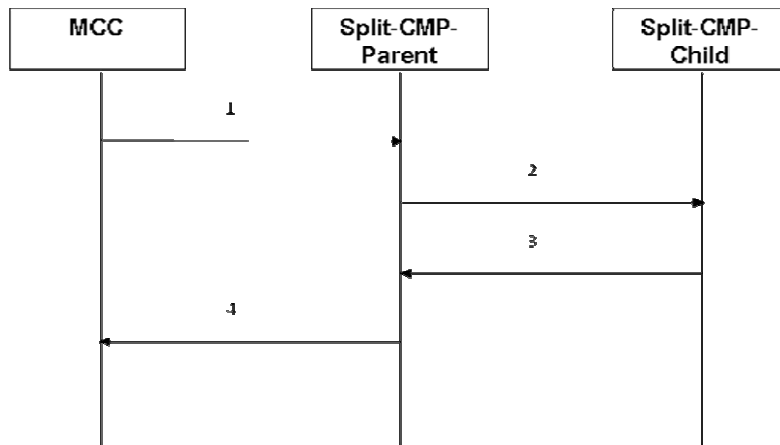 MCC
Split-CMP-
Parent
Split-CMP-
Child
1
2
3
4